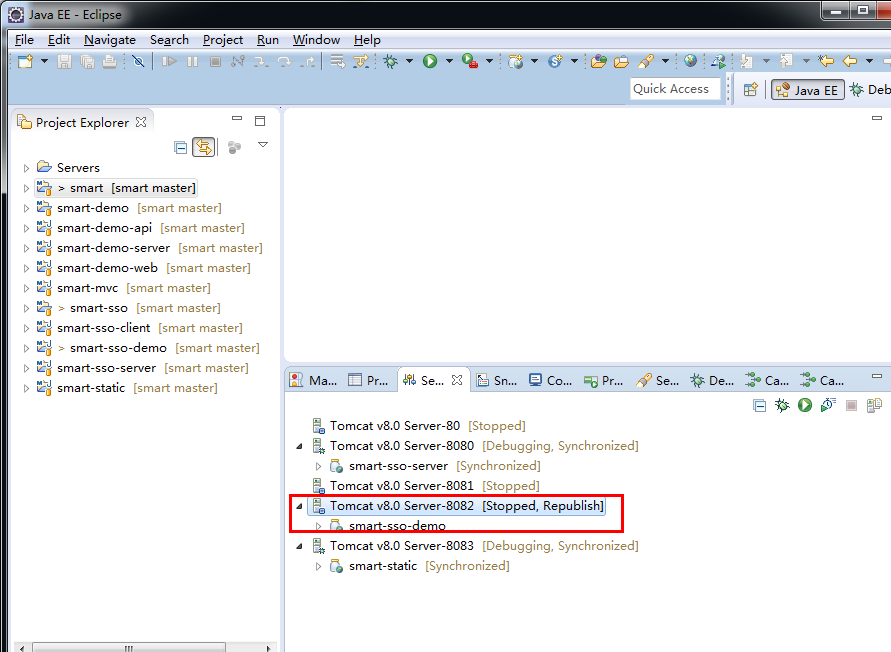 Java EE - Eclipse
File Edit Navigate Search Project Run Window Help
Quick Access
Java EE
Deb
Project Explorer
Servers
> smart [smart master]
smart-demo [smart master]
smart-demo-api [smart master]
smart-demo-server [smart master]
smart-demo-web [smart master]
smart-mvc [smart master]
> smart-sso [smart master]
smart-sso-client [smart master]
> smart-sso-demo [smart master]
smart-sso-server [smart master]
smart-static [smart master]
Ma... Pr... Se... Sn... Co... Pr... Se... De... Ca... Ca...
Tomcat v8.0 Server-80 [Stopped]
Tomcat v8.0 Server-8080 [Debugging, Synchronized]
smart-sso-server [Synchronized]
Tomcat v8.0 Server-8081 [Stopped]
Tomcat v8.0 Server-8082 [Stopped, Republish]
smart-sso-demo
Tomcat v8.0 Server-8083 [Debugging, Synchronized]
smart-static [Synchronized]